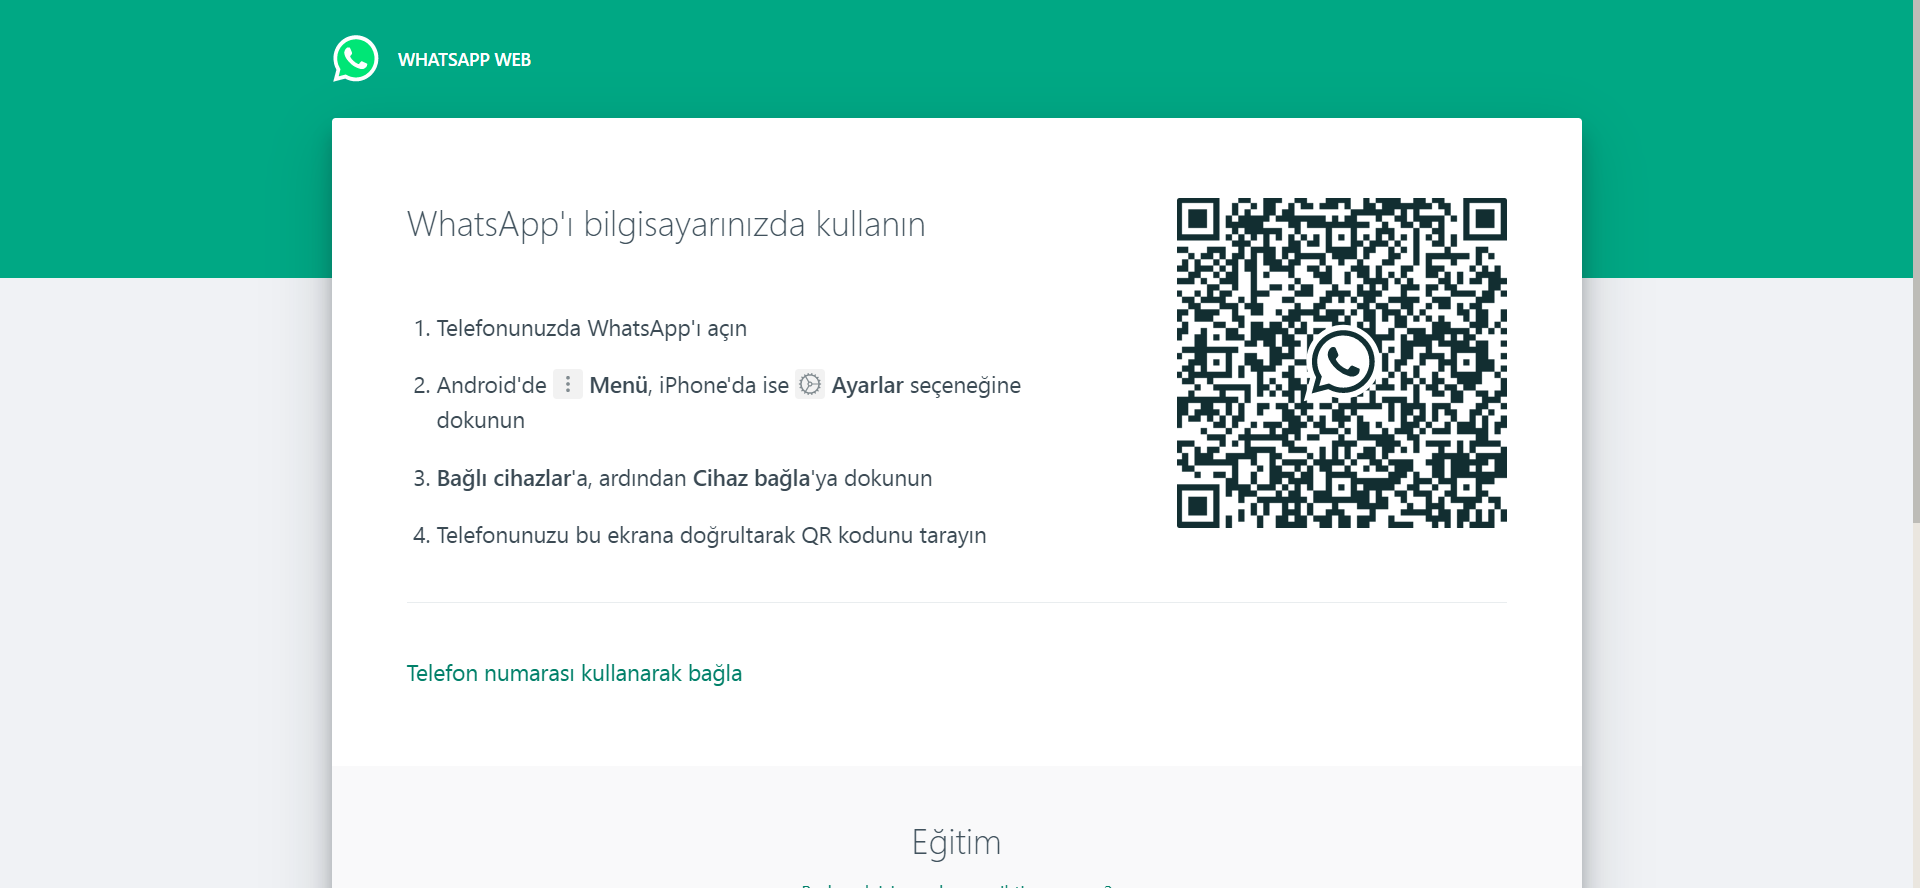 WHATSAPP WEB
WhatsApp'ı bilgisayarınızda kullanın
1. Telefonunuzda WhatsApp'ı açın
2. Android'de Menü, iPhone'da ise Ayarlar seçeneğine
dokunun
3. Bağlı cihazlar'a, ardından Cihaz bağla'ya dokunun
4. Telefonunuzu bu ekrana doğrultarak QR kodunu tarayın
Telefon numarası kullanarak bağla
Eğitim